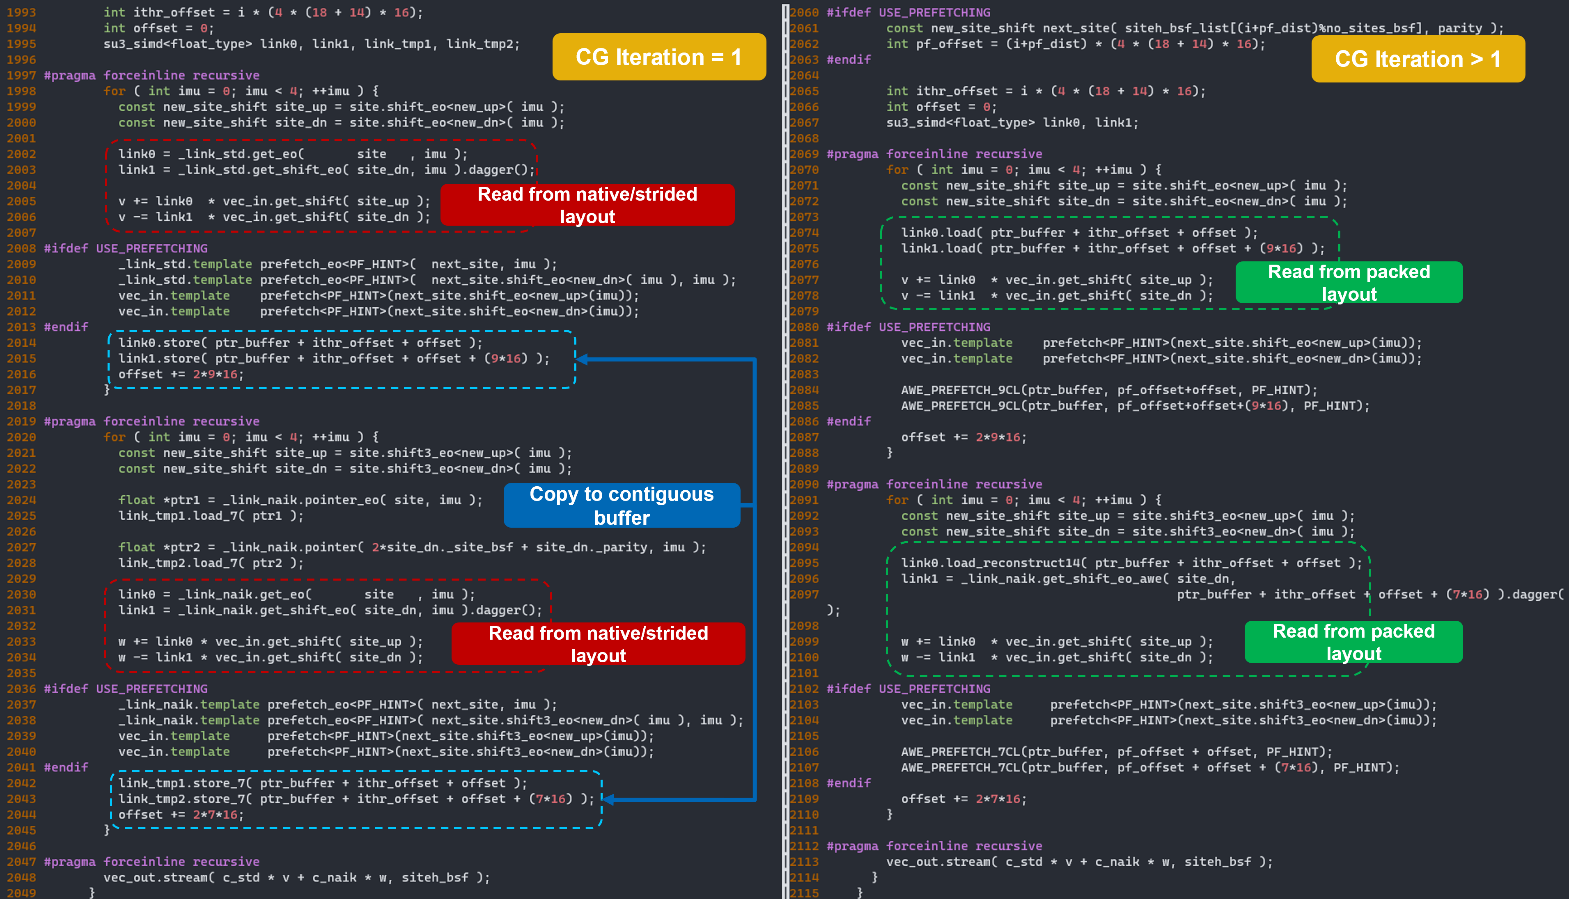 1993         int ithr_offset = i * (4 * (18 + 14) * 16);
1994         int offset = 0;
1995         su3_simd<float_type> link0, link1, link_tmp1, link_tmp2;
1996
CG Iteration = 1
1997 #pragma forceinline recursive
1998         for ( int imu = 0; imu < 4; ++imu ) {
1999           const new_site_shift site_up = site.shift_eo<new_up>( imu );
2000           const new_site_shift site_dn = site.shift_eo<new_dn>( imu );
2001
2002           link0 = _link_std.get_eo(       site   , imu );
2003           link1 = _link_std.get_shift_eo( site_dn, imu ).dagger();
2004
2005           v += link0  * vec_in.get_shift( site_up );
2006           v -= link1  * vec_in.get_shift( site_dn );
2007
Read from native/strided
layout
2008 #ifdef USE_PREFETCHING
2009           _link_std.template prefetch_eo<PF_HINT>(  next_site, imu );
2010           _link_std.template prefetch_eo<PF_HINT>(  next_site.shift_eo<new_dn>( imu ), imu );
2011           vec_in.template    prefetch<PF_HINT>(next_site.shift_eo<new_up>(imu));
2012           vec_in.template    prefetch<PF_HINT>(next_site.shift_eo<new_dn>(imu));
2013 #endif
2014           link0.store( ptr_buffer + ithr_offset + offset );
2015           link1.store( ptr_buffer + ithr_offset + offset + (9*16) );
2016           offset += 2*9*16;
2017         }
2018
2019 #pragma forceinline recursive
2020         for ( int imu = 0; imu < 4; ++imu ) {
2021           const new_site_shift site_up = site.shift3_eo<new_up>( imu );
2022           const new_site_shift site_dn = site.shift3_eo<new_dn>( imu );
2023
2024           float *ptr1 = _link_naik.pointer_eo( site, imu );
2025           link_tmp1.load_7( ptr1 );
2026
Copy to contiguous
buffer
2027           float *ptr2 = _link_naik.pointer( 2*site_dn._site_bsf + site_dn._parity, imu );
2028           link_tmp2.load_7( ptr2 );
2029
2030           link0 = _link_naik.get_eo(       site   , imu );
2031           link1 = _link_naik.get_shift_eo( site_dn, imu ).dagger();
2032
2033           w += link0 * vec_in.get_shift( site_up );
2034           w -= link1 * vec_in.get_shift( site_dn );
2035
Read from native/strided
layout
2036 #ifdef USE_PREFETCHING
2037           _link_naik.template prefetch_eo<PF_HINT>( next_site, imu );
2038           _link_naik.template prefetch_eo<PF_HINT>( next_site.shift3_eo<new_dn>( imu ), imu );
2039           vec_in.template     prefetch<PF_HINT>(next_site.shift3_eo<new_up>(imu));
2040           vec_in.template     prefetch<PF_HINT>(next_site.shift3_eo<new_dn>(imu));
2041 #endif
2042           link_tmp1.store_7( ptr_buffer + ithr_offset + offset );
2043           link_tmp2.store_7( ptr_buffer + ithr_offset + offset + (7*16) );
2044           offset += 2*7*16;
2045         }
2046
2047 #pragma forceinline recursive
2048         vec_out.stream( c_std * v + c_naik * w, siteh_bsf );
2049       }
2060 #ifdef USE_PREFETCHING
2061         const new_site_shift next_site( siteh_bsf_list[(i+pf_dist)%no_sites_bsf], parity );
2062         int pf_offset = (i+pf_dist) * (4 * (18 + 14) * 16);
2063 #endif
2064
CG Iteration > 1
2065         int ithr_offset = i * (4 * (18 + 14) * 16);
2066         int offset = 0;
2067         su3_simd<float_type> link0, link1;
2068
2069 #pragma forceinline recursive
2070         for ( int imu = 0; imu < 4; ++imu ) {
2071           const new_site_shift site_up = site.shift_eo<new_up>( imu );
2072           const new_site_shift site_dn = site.shift_eo<new_dn>( imu );
2073
2074           link0.load( ptr_buffer + ithr_offset + offset );
2075           link1.load( ptr_buffer + ithr_offset + offset + (9*16) );
2076
2077           v += link0  * vec_in.get_shift( site_up );
2078           v -= link1  * vec_in.get_shift( site_dn );
2079
Read from packed
layout
2080 #ifdef USE_PREFETCHING
2081           vec_in.template    prefetch<PF_HINT>(next_site.shift_eo<new_up>(imu));
2082           vec_in.template    prefetch<PF_HINT>(next_site.shift_eo<new_dn>(imu));
2083
2084           AWE_PREFETCH_9CL(ptr_buffer, pf_offset+offset, PF_HINT);
2085           AWE_PREFETCH_9CL(ptr_buffer, pf_offset+offset+(9*16), PF_HINT);
2086 #endif
2087           offset += 2*9*16;
2088         }
2089
2090 #pragma forceinline recursive
2091         for ( int imu = 0; imu < 4; ++imu ) {
2092           const new_site_shift site_up = site.shift3_eo<new_up>( imu );
2093           const new_site_shift site_dn = site.shift3_eo<new_dn>( imu );
2094
2095           link0.load_reconstruct14( ptr_buffer + ithr_offset + offset );
2096           link1 = _link_naik.get_shift_eo_awe( site_dn,
2097                                                ptr_buffer + ithr_offset + offset + (7*16) ).dagger(
);
2098
2099           w += link0  * vec_in.get_shift( site_up );
2100           w -= link1  * vec_in.get_shift( site_dn );
2101
Read from packed
layout
2102 #ifdef USE_PREFETCHING
2103           vec_in.template     prefetch<PF_HINT>(next_site.shift3_eo<new_up>(imu));
2104           vec_in.template     prefetch<PF_HINT>(next_site.shift3_eo<new_dn>(imu));
2105
2106           AWE_PREFETCH_7CL(ptr_buffer, pf_offset + offset, PF_HINT);
2107           AWE_PREFETCH_7CL(ptr_buffer, pf_offset + offset + (7*16), PF_HINT);
2108 #endif
2109           offset += 2*7*16;
2110         }
2111
2112 #pragma forceinline recursive
2113         vec_out.stream( c_std * v + c_naik * w, siteh_bsf );
2114       }
2115     }